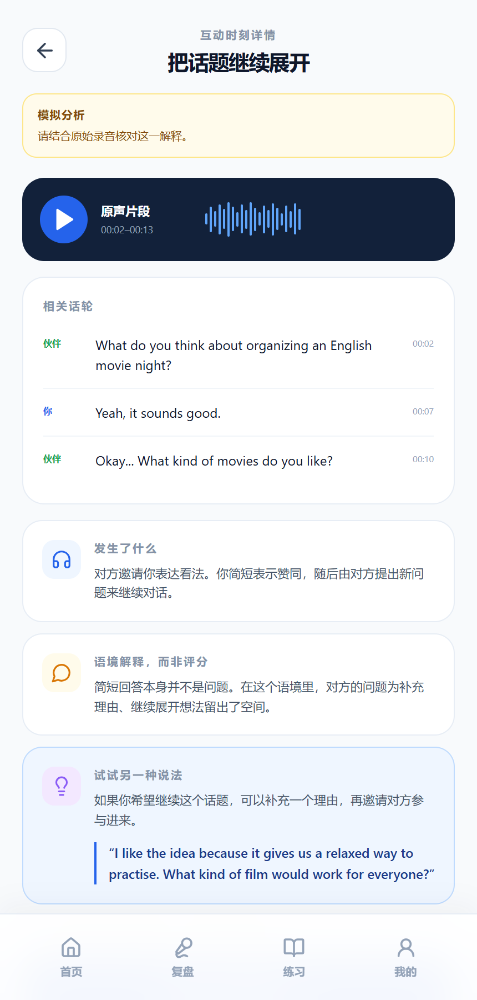 互动时刻详情
把话题继续展开
模拟分析
请结合原始录音核对这一解释。
原声片段
00:02–00:13
相关话轮
伙伴
What do you think about organizing an English
movie night?
00:02
你
Yeah, it sounds good.
00:07
伙伴
Okay... What kind of movies do you like?
00:10
发生了什么
对方邀请你表达看法。你简短表示赞同，随后由对方提出新问
题来继续对话。
语境解释，而非评分
简短回答本身并不是问题。在这个语境里，对方的问题为补充
理由、继续展开想法留出了空间。
试试另一种说法
如果你希望继续这个话题，可以补充一个理由，再邀请对方参
与进来。
“I like the idea because it gives us a relaxed way to
practise. What kind of film would work for everyone?”
首页
复盘
练习
我的